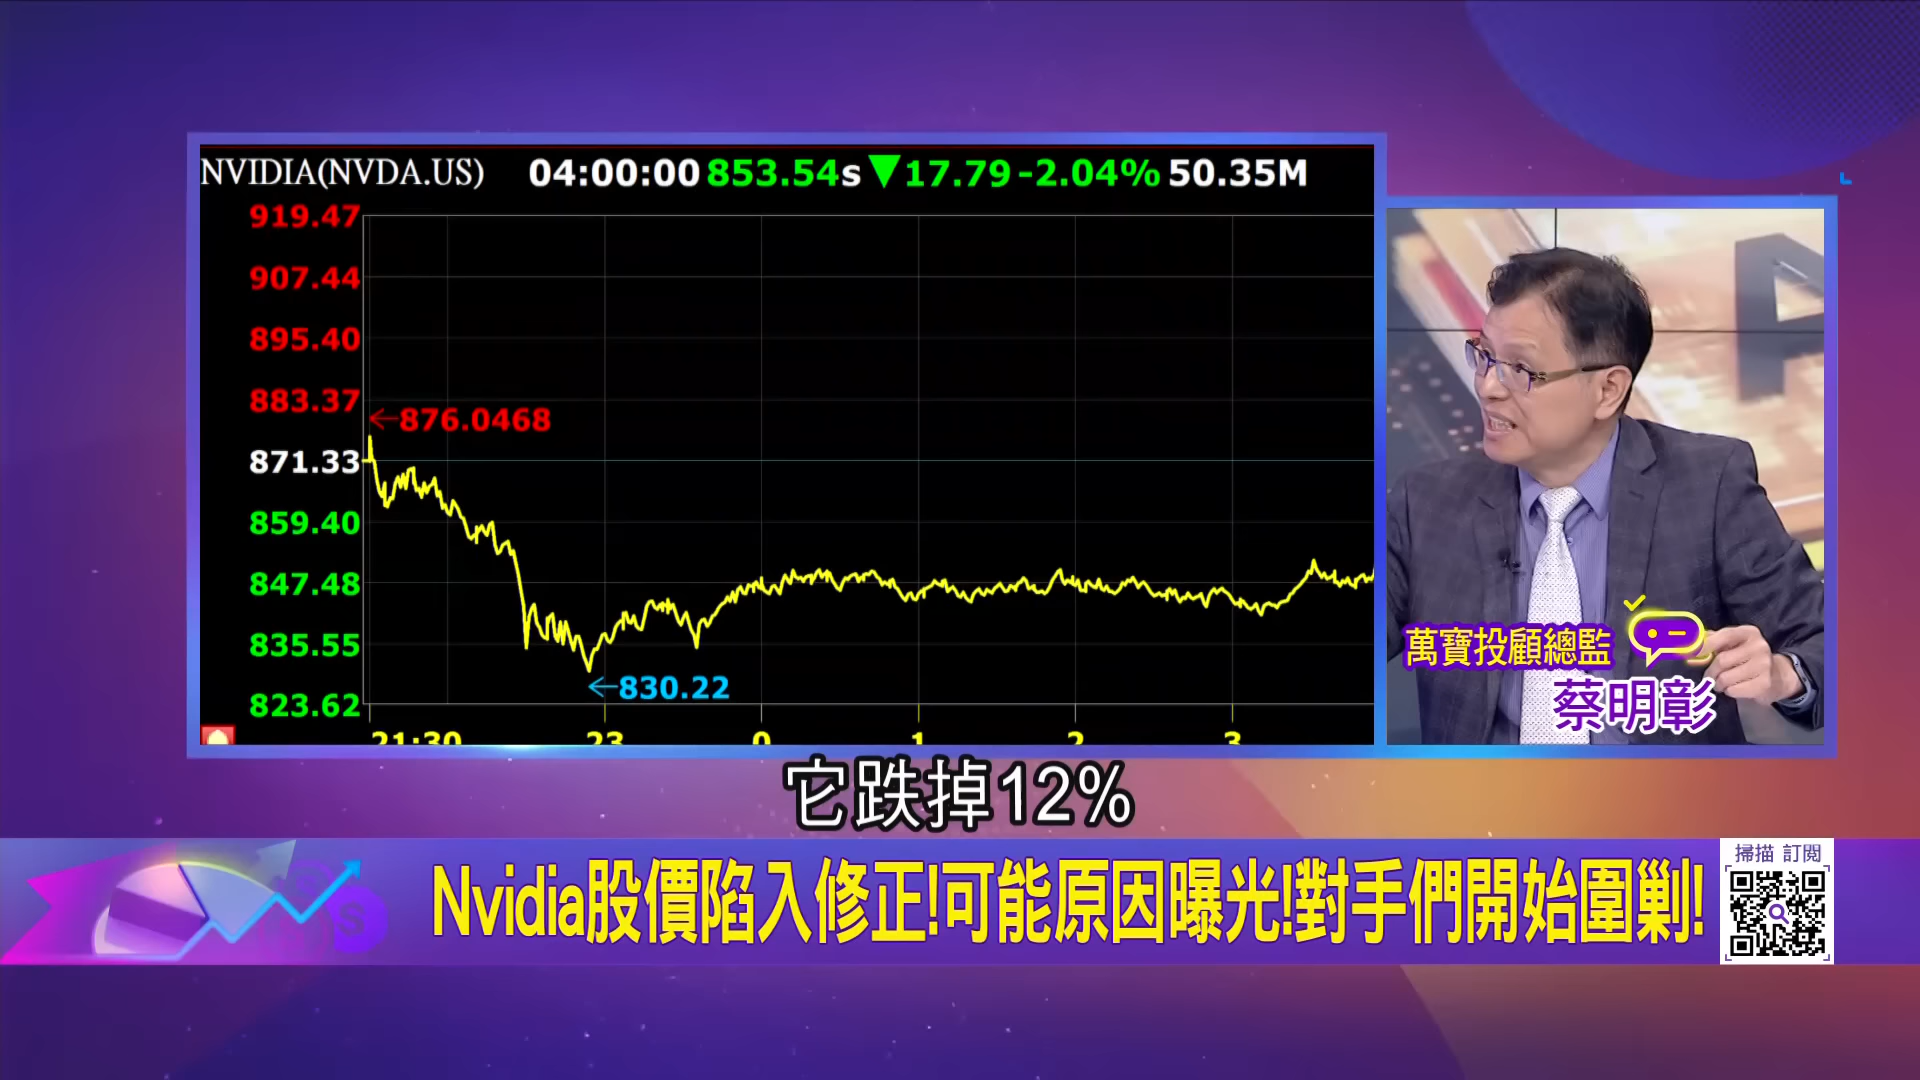 NVIDIA(NVDA.US) 04:00:00 853.54s ▼17.79 -2.04% 50.35M
919.47
907.44
895.40
883.37
←876.0468
871.33
859.40
847.48
835.55
←830.22
823.62
21:30 23 0 1 2 3
萬寶投顧總監
蔡明彰
它跌掉12%
掃描 訂閱
Nvidia股價陷入修正!可能原因曝光!對手們開始圍剿!